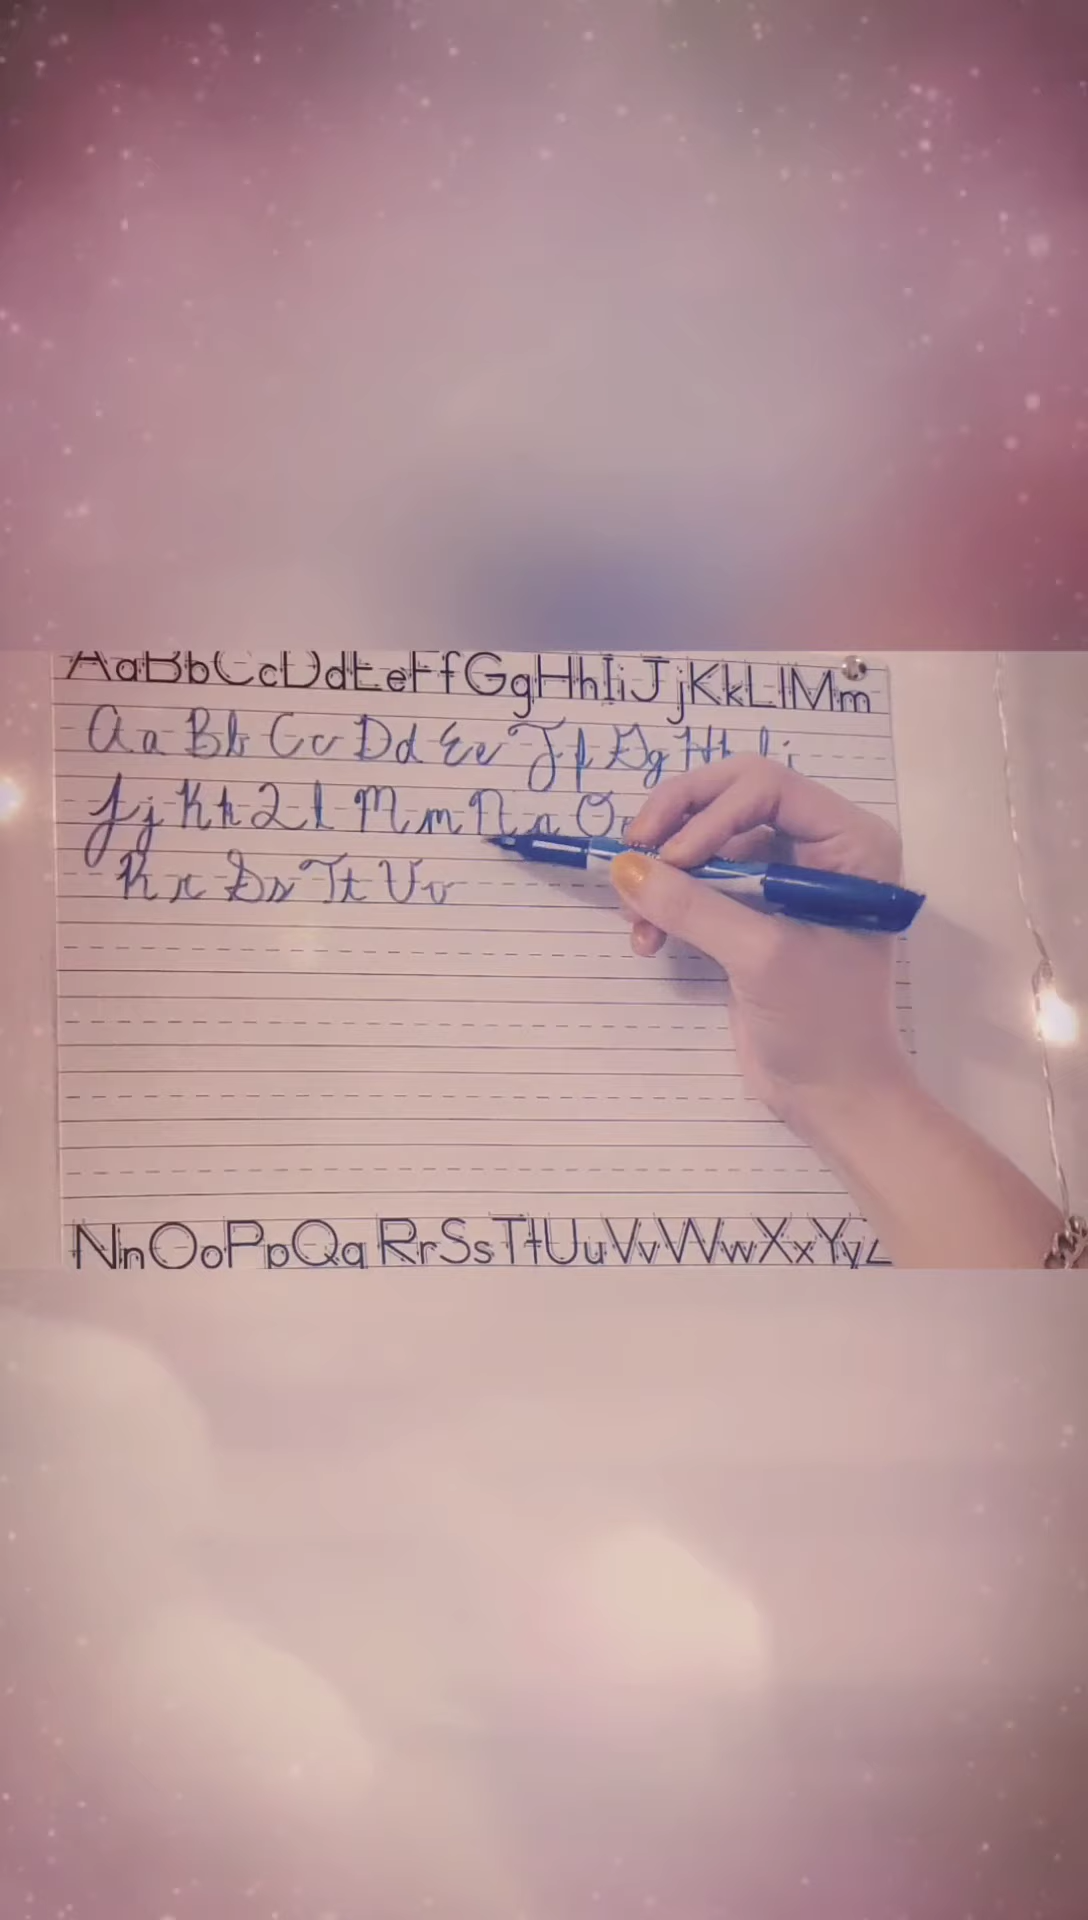 AaBbCcDdEeFfGgHhIiJjKkLlMm
Aa Bb Cc Dd Ee Ff Gg Hh Ii
Jj Kk Ll Mm Nn O
Rr Ss Tt Vv
NnOoPpQqRrSsTtUuVvWwXxYy